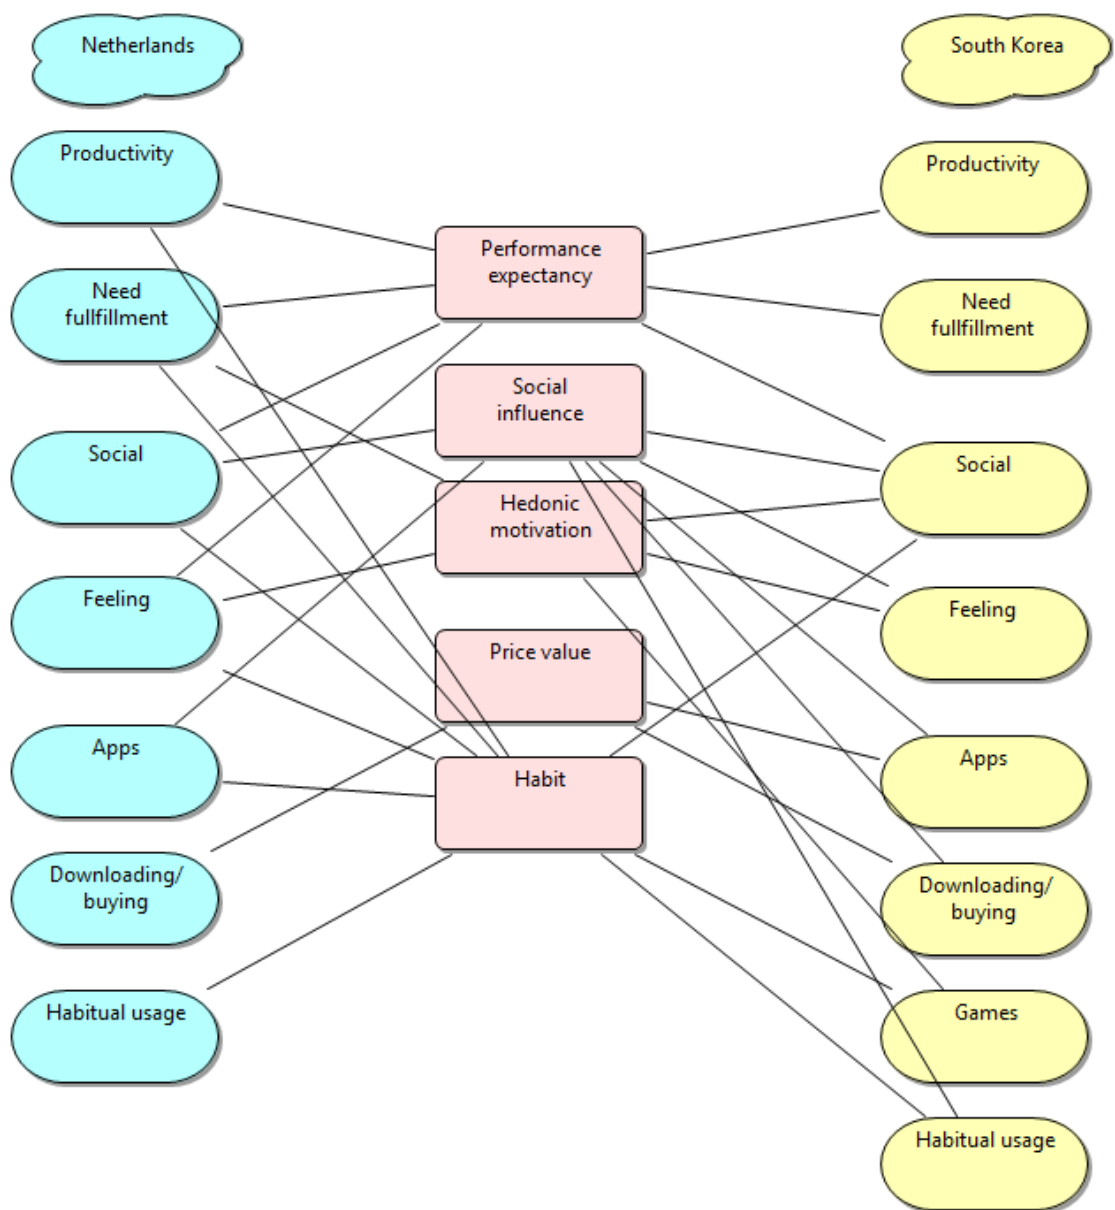 Netherlands
South Korea
Productivity
Productivity
Performance
expectancy
Need
fullfillment
Need
fullfillment
Social
influence
Social
Social
Hedonic
motivation
Feeling
Feeling
Price value
Apps
Apps
Habit
Downloading/
buying
Downloading/
buying
Habitual usage
Games
Habitual usage